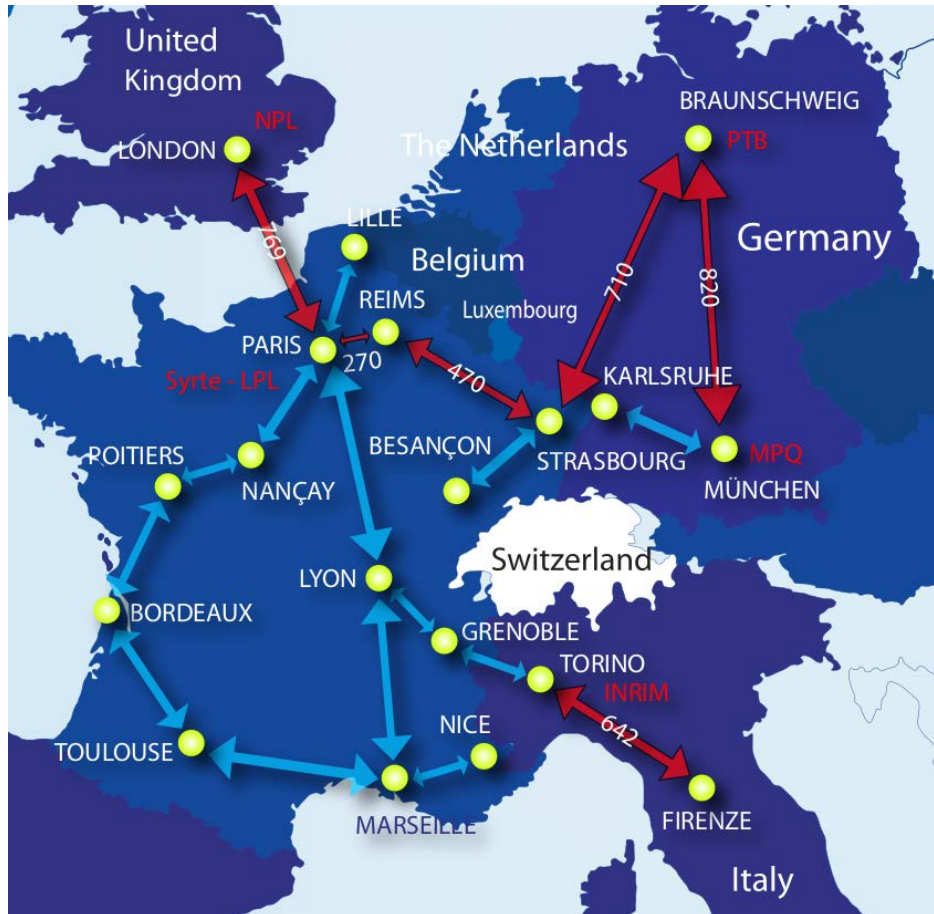 United
Kingdom
NPL
LONDON
BRAUNSCHWEIG
PTB
The Netherlands
769
LILLE
Belgium
Germany
710
820
REIMS
Luxembourg
PARIS
270
Syrte - LPL
470
KARLSRUHE
BESANÇON
STRASBOURG
MPQ
MÜNCHEN
POITIERS
NANÇAY
Switzerland
LYON
BORDEAUX
GRENOBLE
TORINO
INRIM
642
NICE
TOULOUSE
MARSEILLE
FIRENZE
Italy